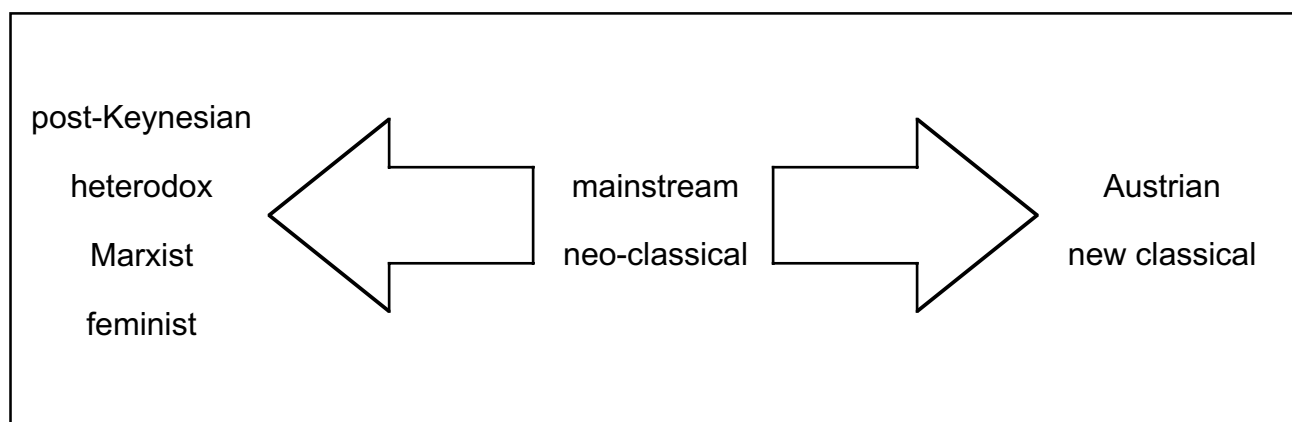 post-Keynesian
heterodox
Marxist
feminist
mainstream
neo-classical
Austrian
new classical